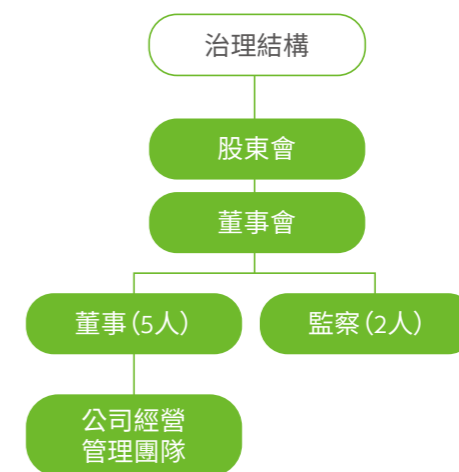 治理結構
股東會
董事會
董事(5人)
監察(2人)
公司經營
管理團隊